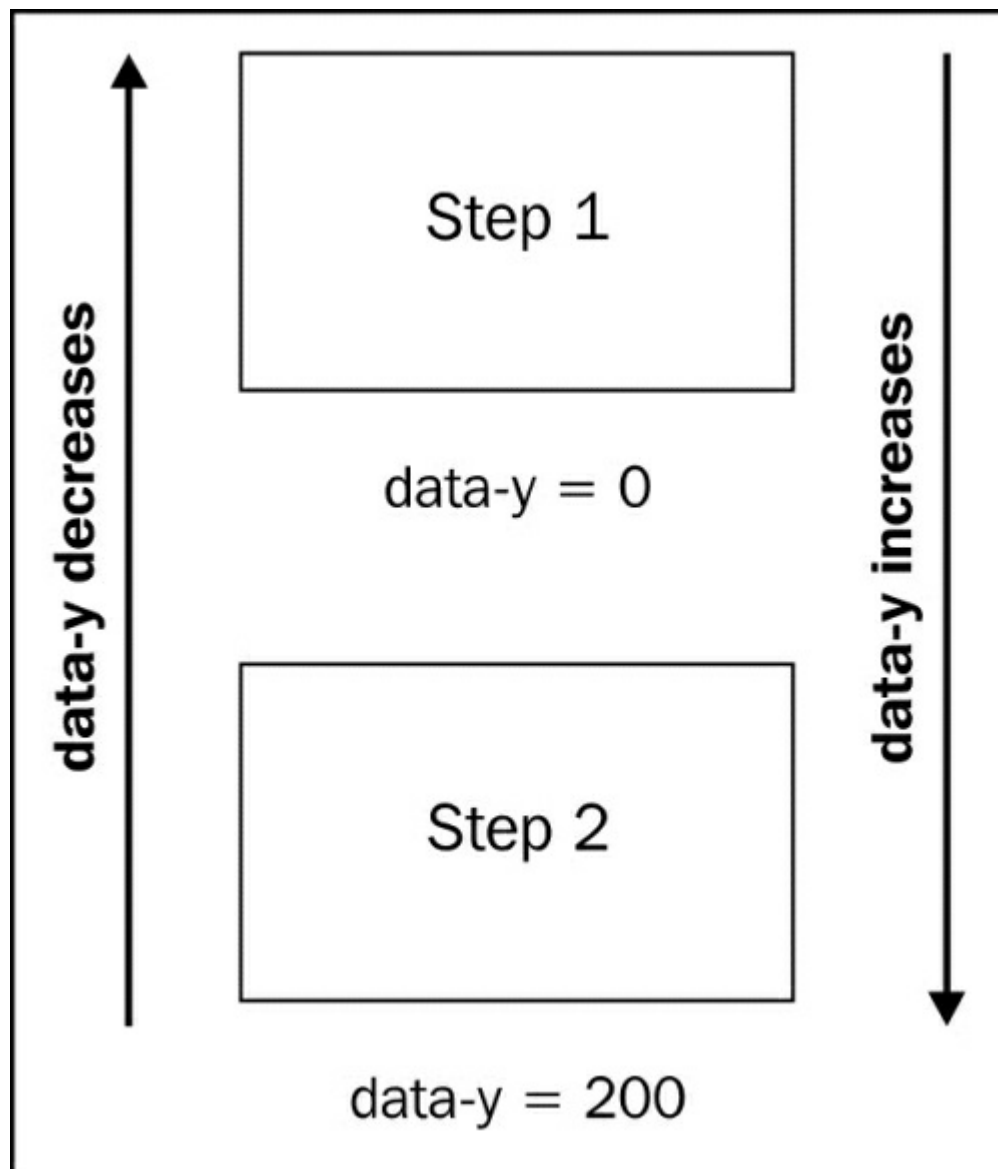 Step 1
data-y = 0
data-y decreases
data-y increases
Step 2
data-y = 200